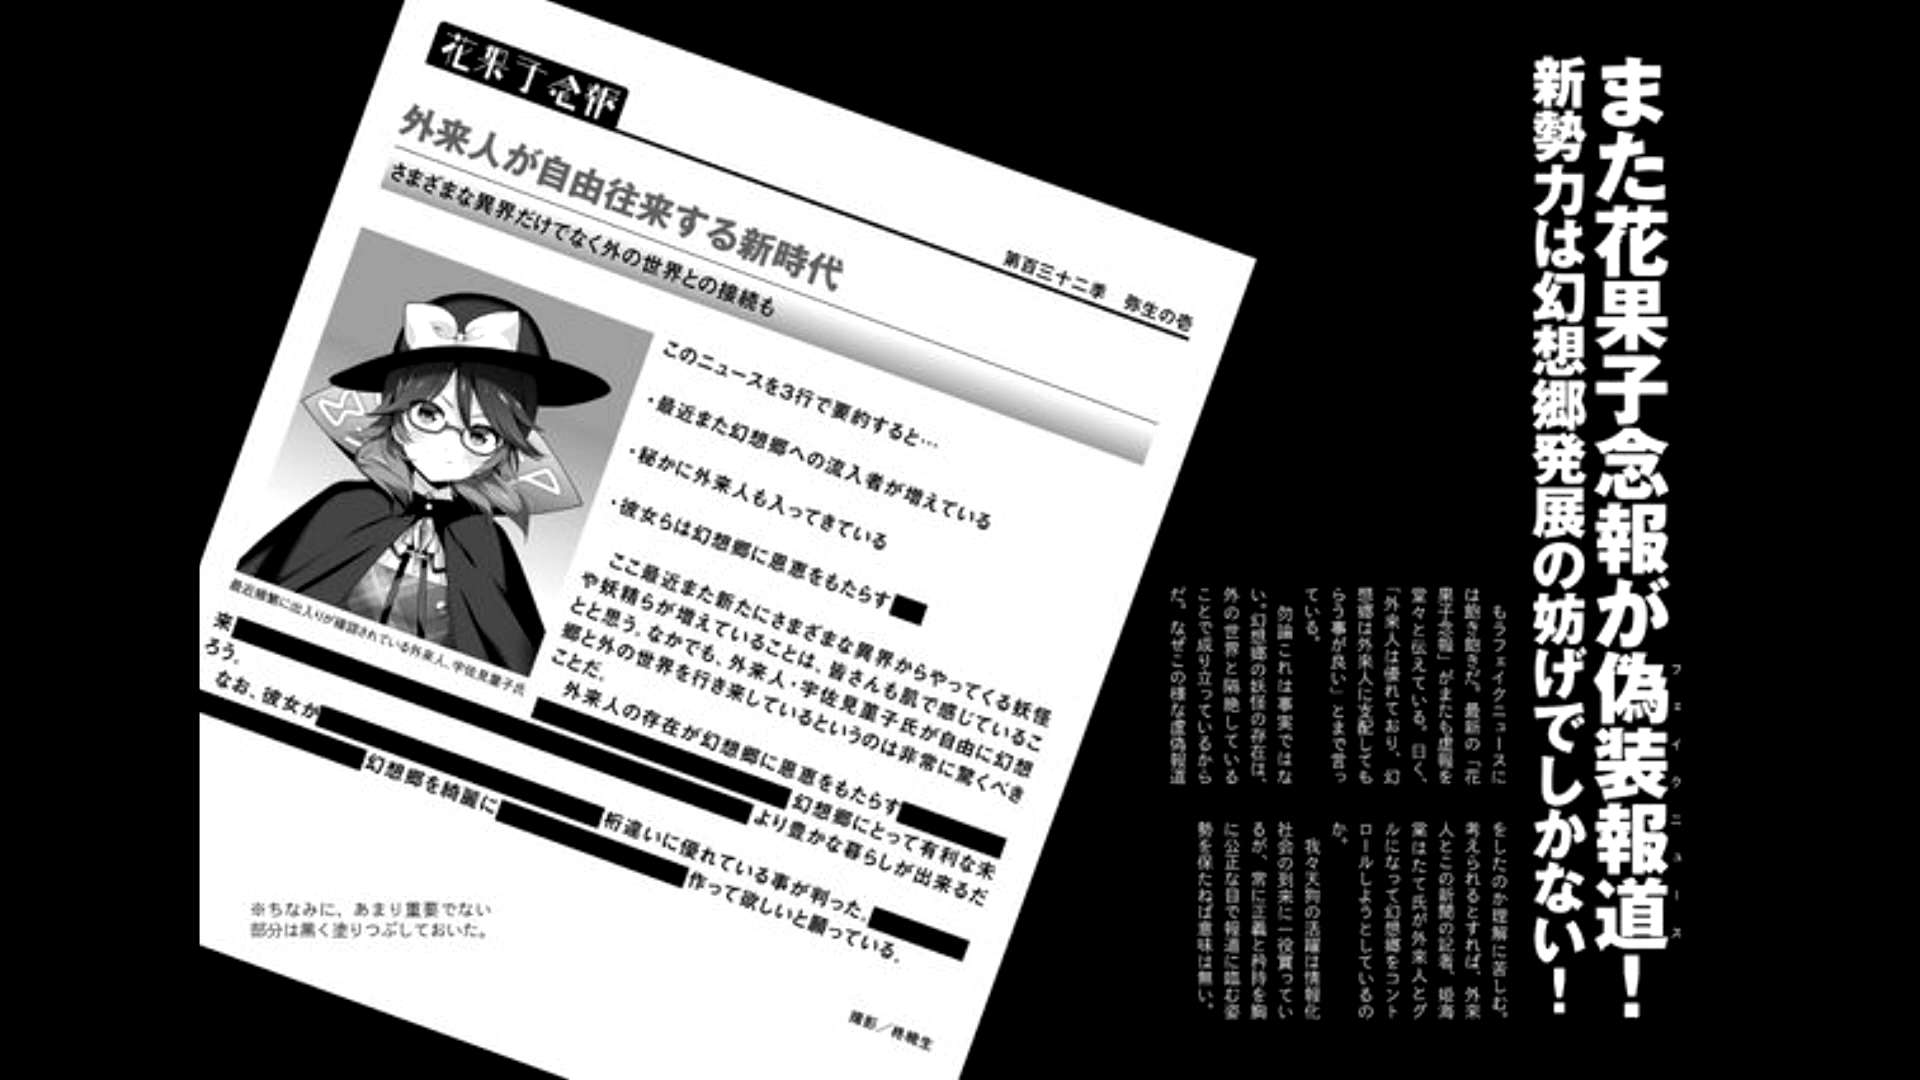 また花果子念報が偽装報道！
フェイクニュース
新勢力は幻想郷発展の妨げでしかない！
もうフェイクニュースに
は飽き飽きだ。最新の「花
果子念報」がまたも虚報を
堂々と伝えている。曰く、
「外来人は優れており、幻
想郷は外来人に支配しても
らう事が良い」とまで言っ
ている。
勿論これは事実ではな
い。幻想郷の妖怪の存在は、
外の世界と隔絶している
ことで成り立っているから
だ。なぜこの様な虚偽報道
をしたのか理解に苦しむ。
考えられるとすれば、外来
人とこの新聞の記者、姫海
棠はたて氏が外来人とグ
ルになって幻想郷をコント
ロールしようとしているの
か。
我々天狗の活躍は情報化
社会の到来に一役買ってい
るが、常に正義と矜持を胸
に公正な目で報道に臨む姿
勢を保たねば意味は無い。
花果子念報
第百三十二季　弥生の壱
外来人が自由往来する新時代
さまざまな異界だけでなく外の世界との接続も
このニュースを3行で要約すると…
・最近また幻想郷への流入者が増えている
・秘かに外来人も入ってきている
・彼女らは幻想郷に恩恵をもたらす
最近頻繁に出入りが確認されている外来人、宇佐見菫子氏
ここ最近また新たにさまざまな異界からやってくる妖怪
や妖精らが増えていることは、皆さんも肌で感じているこ
とと思う。なかでも、外来人・宇佐見菫子氏が自由に幻想
郷と外の世界を行き来しているというのは非常に驚くべき
ことだ。
外来人の存在が幻想郷に恩恵をもたらす
幻想郷にとって有利な未
来
より豊かな暮らしが出来るだ
ろう。
なお、彼女が
桁違いに優れている事が判った。
幻想郷を綺麗に
作って欲しいと願っている。
※ちなみに、あまり重要でない
部分は黒く塗りつぶしておいた。
撮影／柊暁生